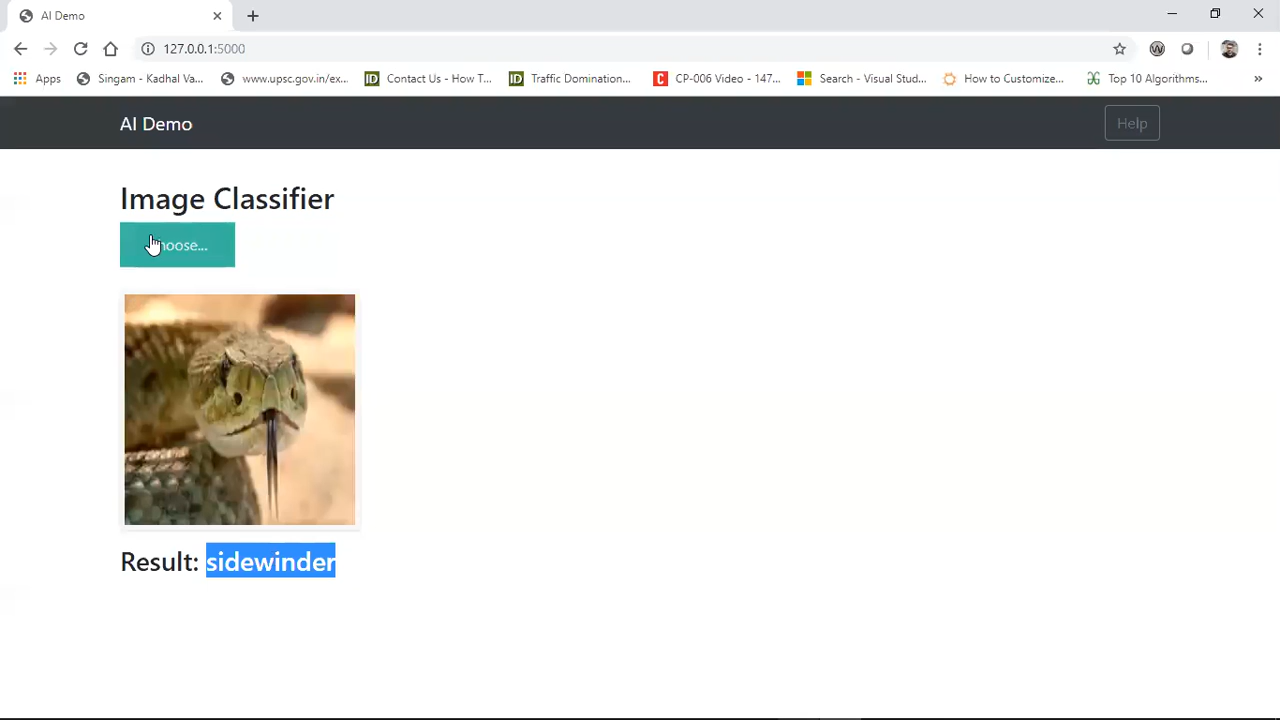 AI Demo
127.0.0.1:5000
Apps
Singam - Kadhal Va...
www.upsc.gov.in/ex...
ID Contact Us - How T...
ID Traffic Domination...
C CP-006 Video - 147...
Search - Visual Stud...
How to Customize...
Top 10 Algorithms...
AI Demo
Help
Image Classifier
hoose...
Result: sidewinder